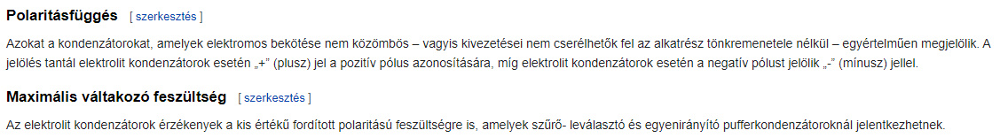 Polaritásfüggés [ szerkesztés ]
Azokat a kondenzátorokat, amelyek elektromos bekötése nem közömbös – vagyis kivezetései nem cserélhetők fel az alkatrész tönkremenetele nélkül – egyértelműen megjelölik. A
jelölés tantál elektrolit kondenzátorok esetén „+” (plusz) jel a pozitív pólus azonosítására, míg elektrolit kondenzátorok esetén a negatív pólust jelölik „-” (mínusz) jellel.
Maximális váltakozó feszültség [ szerkesztés ]
Az elektrolit kondenzátorok érzékenyek a kis értékű fordított polaritású feszültségre is, amelyek szűrő- leválasztó és egyenirányító pufferkondenzátoroknál jelentkezhetnek.